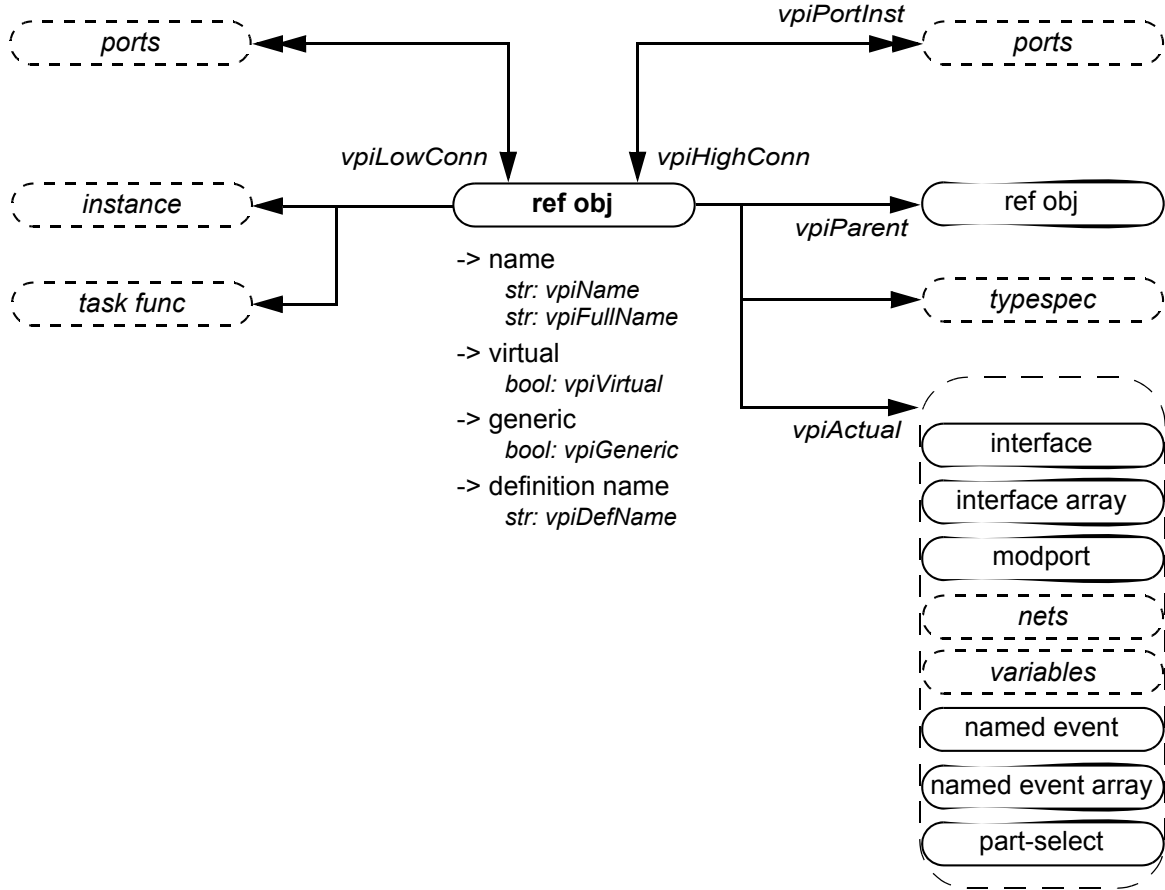 vpiPortInst
ports
ports
vpiLowConn
vpiHighConn
instance
ref obj
ref obj
vpiParent
task func
typespec
-> name
str: vpiName
str: vpiFullName
-> virtual
bool: vpiVirtual
-> generic
bool: vpiGeneric
-> definition name
str: vpiDefName
vpiActual
interface
interface array
modport
nets
variables
named event
named event array
part-select